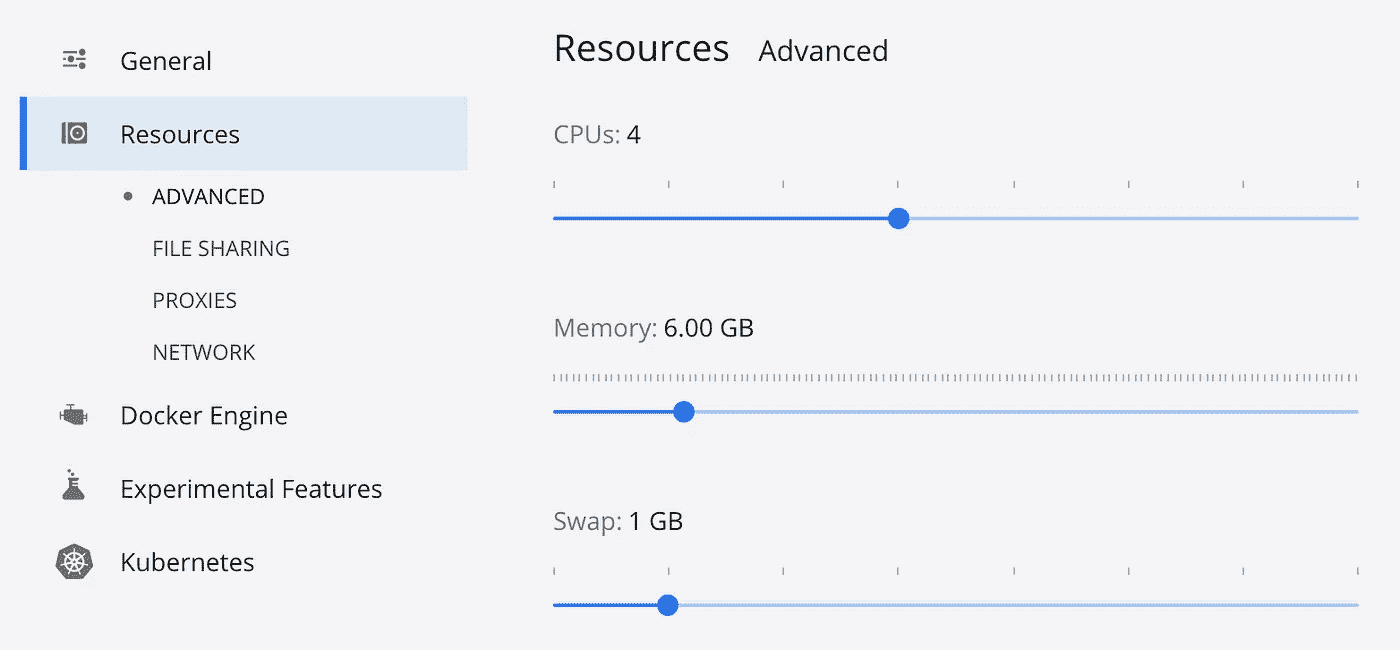 General
Resources
ADVANCED
FILE SHARING
PROXIES
NETWORK
Docker Engine
Experimental Features
Kubernetes
Resources Advanced
CPUs: 4
Memory: 6.00 GB
Swap: 1 GB